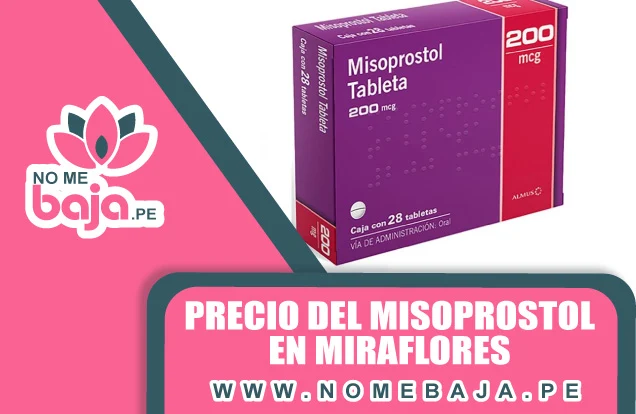 NO ME
baja.PE
Misoprostol Tableta
Caja con 28 tabletas
200
mcg
Misoprostol
Tableta
200 mcg
200
mcg
ALMUS
Caja con 28 tabletas
VÍA DE ADMINISTRACIÓN: Oral
PRECIO DEL MISOPROSTOL
EN MIRAFLORES
WWW.NOMEBAJA.PE